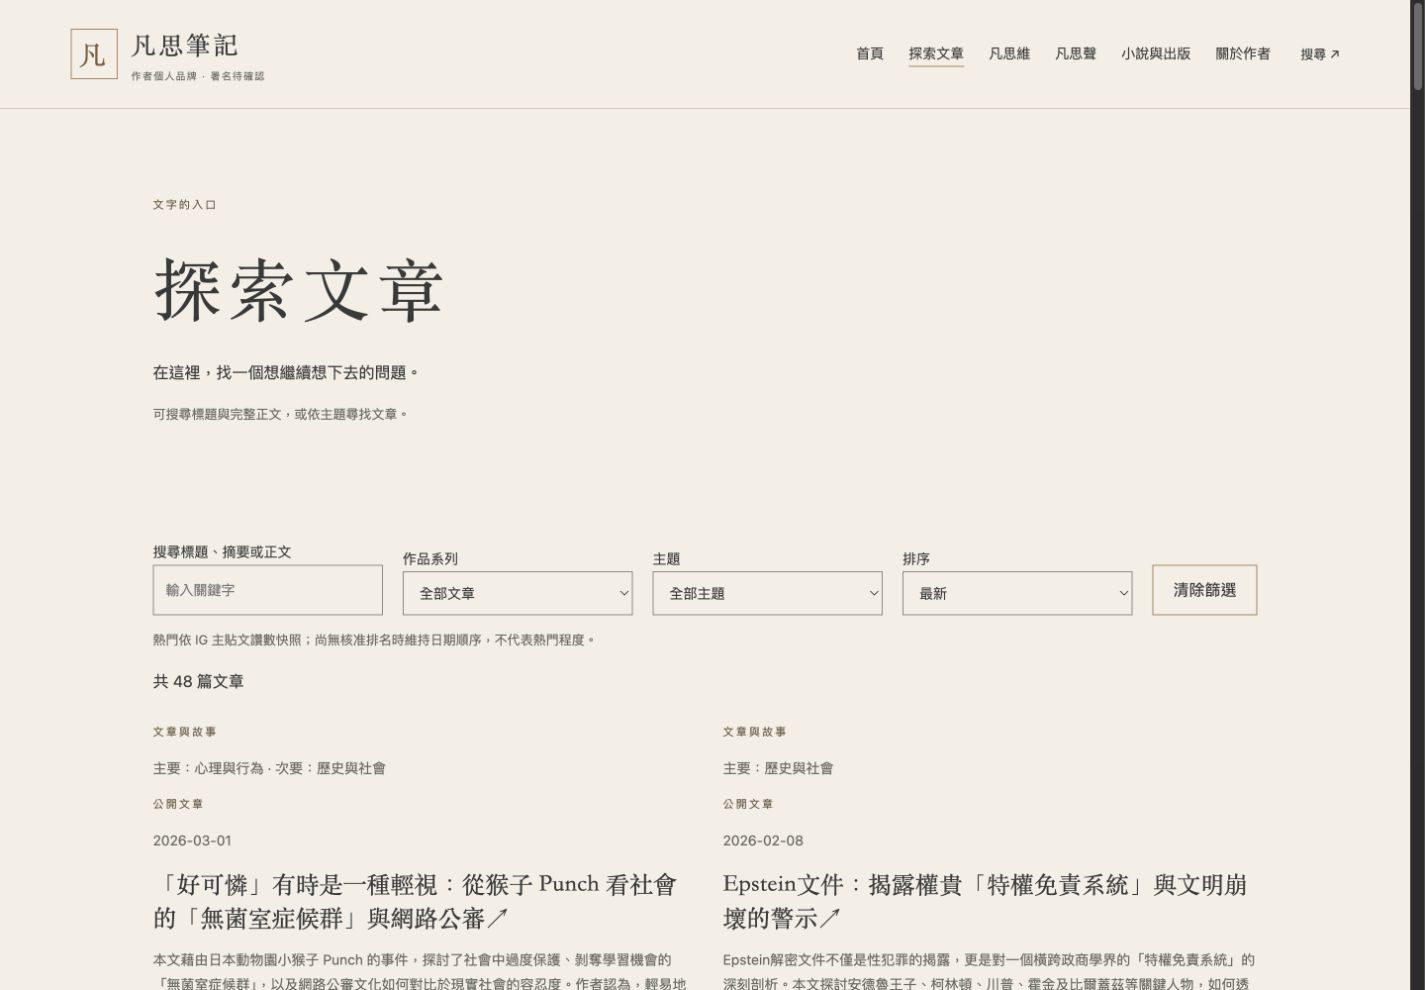 凡
凡思筆記
作者個人品牌 · 署名待確認
首頁 探索文章 凡思維 凡思聲 小說與出版 關於作者 搜尋 ↗
文字的入口
探索文章
在這裡，找一個想繼續想下去的問題。
可搜尋標題與完整正文，或依主題尋找文章。
搜尋標題、摘要或正文 作品系列 主題 排序
輸入關鍵字 全部文章 全部主題 最新 清除篩選
熱門依 IG 主貼文讚數快照；尚無核准排名時維持日期順序，不代表熱門程度。
共 48 篇文章
文章與故事
主要：心理與行為 · 次要：歷史與社會
公開文章
2026-03-01
「好可憐」有時是一種輕視：從猴子 Punch 看社會
的「無菌室症候群」與網路公審↗
本文藉由日本動物園小猴子 Punch 的事件，探討了社會中過度保護、剝奪學習機會的
「無菌室症候群」，以及網路公審文化如何對比於現實社會的容忍度。作者認為，輕易地
文章與故事
主要：歷史與社會
公開文章
2026-02-08
Epstein文件：揭露權貴「特權免責系統」與文明崩
壞的警示↗
Epstein解密文件不僅是性犯罪的揭露，更是對一個橫跨政商學界的「特權免責系統」的
深刻剖析。本文探討安德魯王子、柯林頓、川普、霍金及比爾蓋茲等關鍵人物，如何透